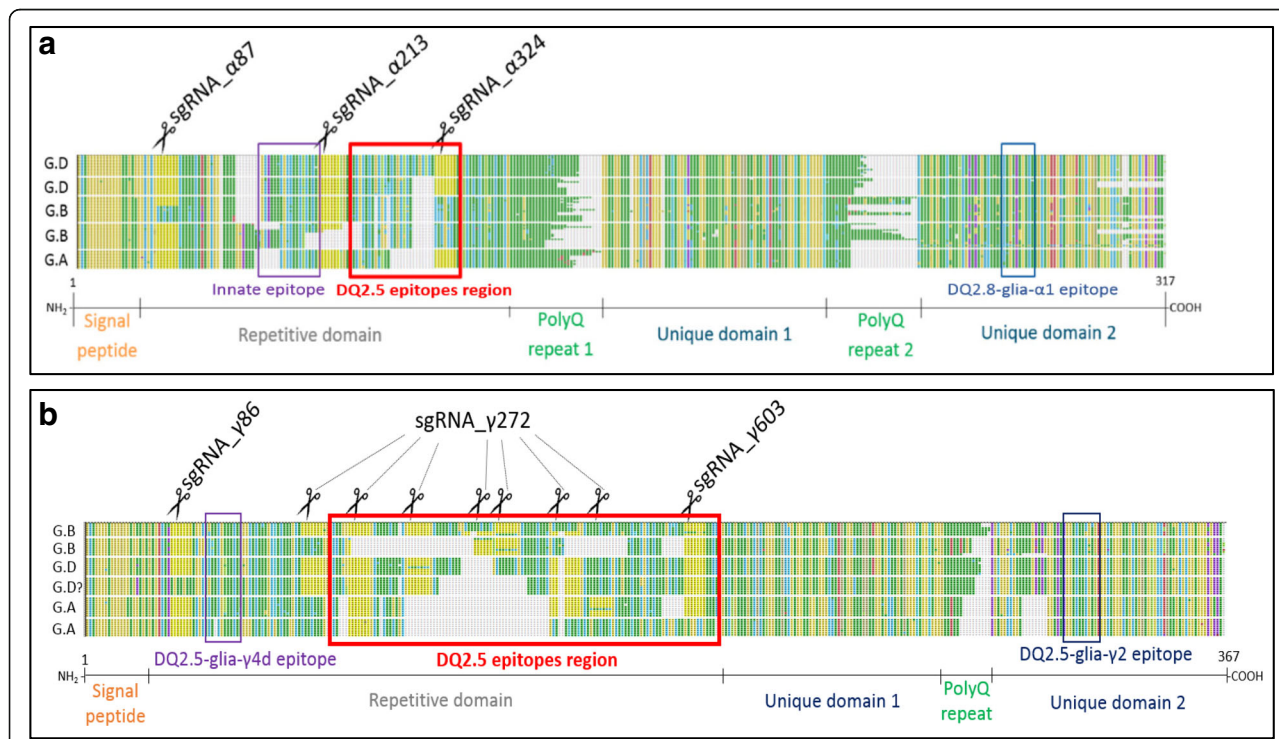 a
sgRNA_α87
sgRNA_α213
sgRNA_α324
G.D
G.D
G.B
G.B
G.A
Innate epitope
DQ2.5 epitopes region
DQ2.8-glia-α1 epitope
1
317
NH2
COOH
Signal
peptide
Repetitive domain
PolyQ
repeat 1
Unique domain 1
PolyQ
repeat 2
Unique domain 2
b
sgRNA_γ86
sgRNA_γ272
sgRNA_γ603
G.B
G.B
G.D
G.D?
G.A
G.A
DQ2.5-glia-γ4d epitope
DQ2.5 epitopes region
DQ2.5-glia-γ2 epitope
1
367
NH2
COOH
Signal
peptide
Repetitive domain
Unique domain 1
PolyQ
repeat
Unique domain 2